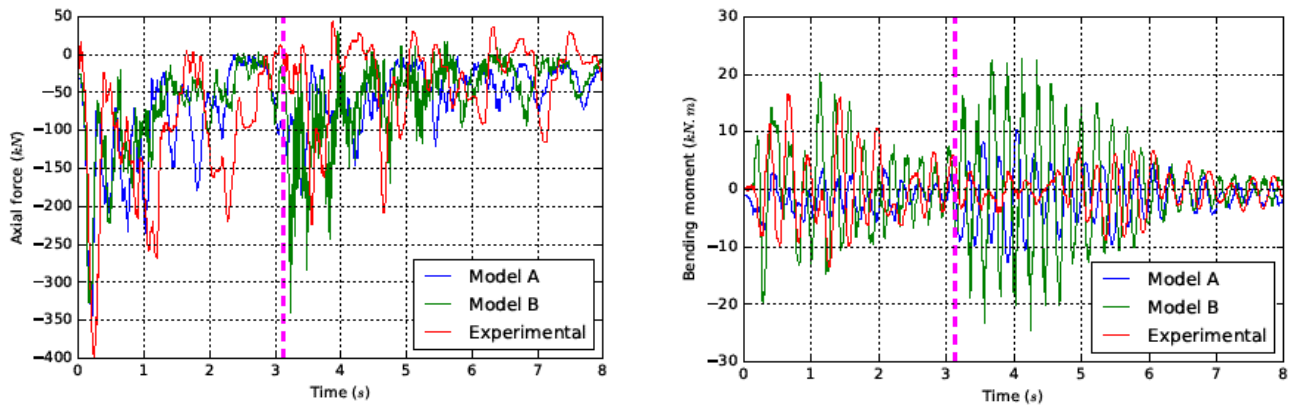 50
0
−50
−100
−150
−200
−250
−300
−350
−400
Axial force (kN)
0 1 2 3 4 5 6 7 8
Time (s)
Model A
Model B
Experimental
30
20
10
0
−10
−20
−30
Bending moment (kN. m)
0 1 2 3 4 5 6 7 8
Time (s)
Model A
Model B
Experimental